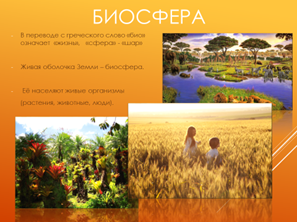 БИОСФЕРА
В переводе с греческого слово «био»
означает «жизнь», «сфера» - «шар»
Живая оболочка Земли – биосфера.
Её населяют живые организмы
(растения, животные, люди).